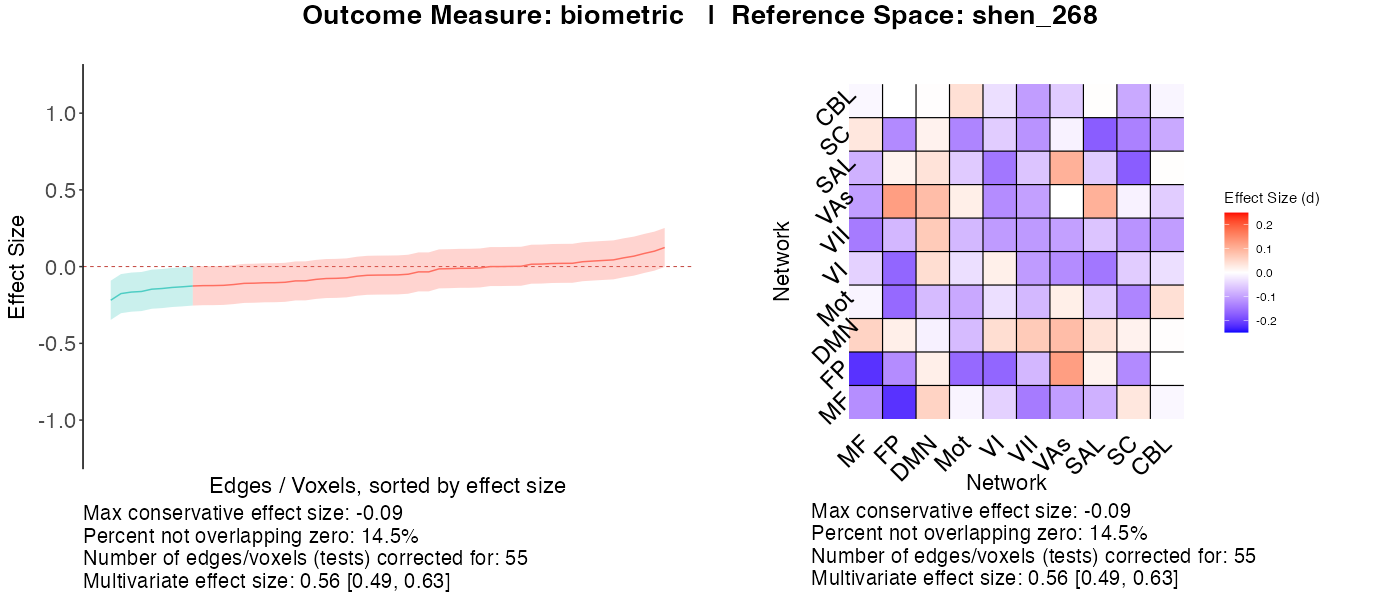 Outcome Measure: biometric | Reference Space: shen_268
Effect Size
1.0
0.5
0.0
-0.5
-1.0
Edges / Voxels, sorted by effect size
Max conservative effect size: -0.09
Percent not overlapping zero: 14.5%
Number of edges/voxels (tests) corrected for: 55
Multivariate effect size: 0.56 [0.49, 0.63]
Network
CBL
SC
SAL
VAs
VII
VI
Mot
DMN
FP
MF
MF
FP
DMN
Mot
VI
VII
VAs
SAL
SC
CBL
Network
Effect Size (d)
0.2
0.1
0.0
-0.1
-0.2
Max conservative effect size: -0.09
Percent not overlapping zero: 14.5%
Number of edges/voxels (tests) corrected for: 55
Multivariate effect size: 0.56 [0.49, 0.63]